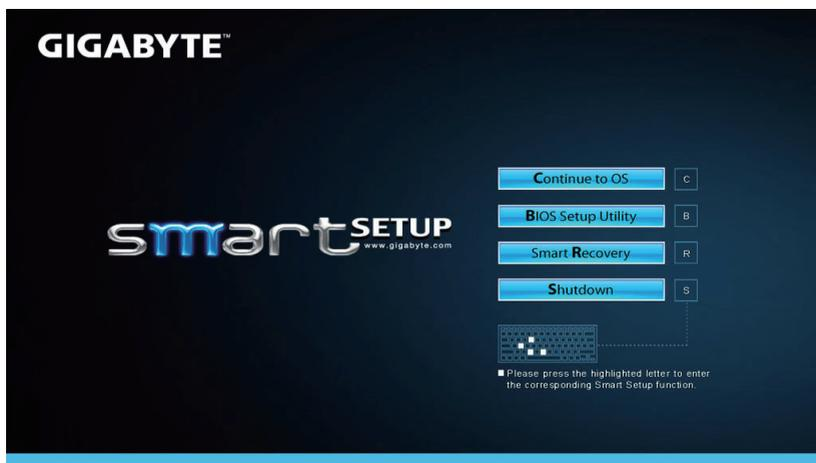 GIGABYTE™
smart SETUP
www.gigabyte.com
Continue to OS C
BIOS Setup Utility B
Smart Recovery R
Shutdown S
Please press the highlighted letter to enter
the corresponding Smart Setup function.